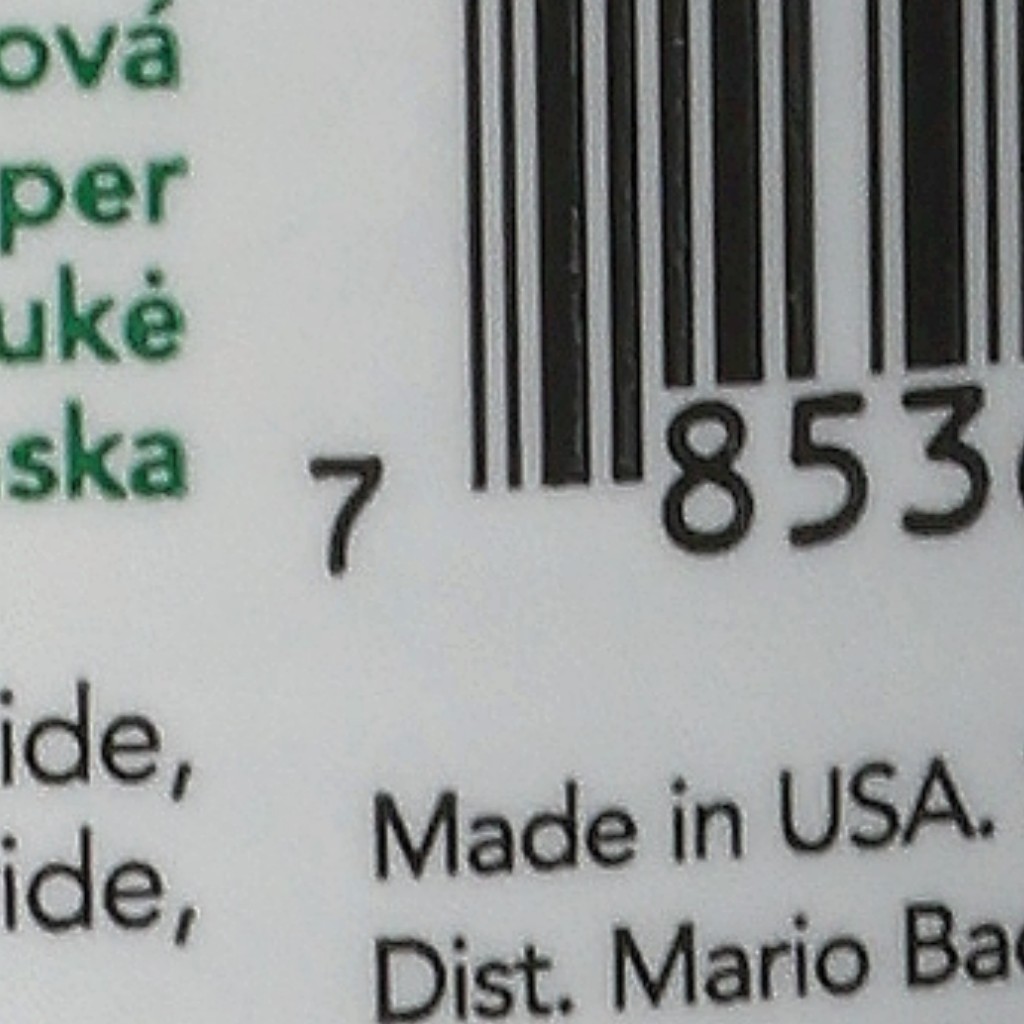 ová
per
ukė
ska
7 853
ide,
ide,
Made in USA.
Dist. Mario